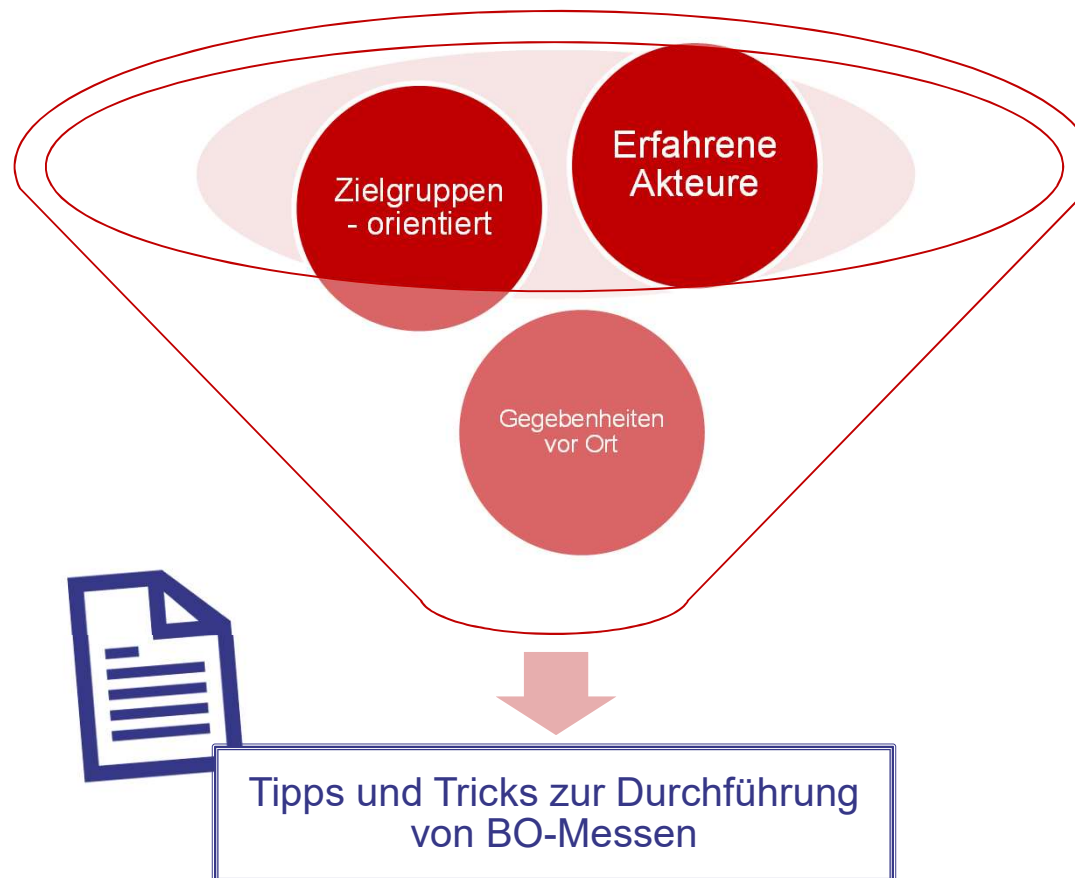 Zielgruppen
- orientiert
Erfahrene
Akteure
Gegebenheiten
vor Ort
Tipps und Tricks zur Durchführung
von BO-Messen